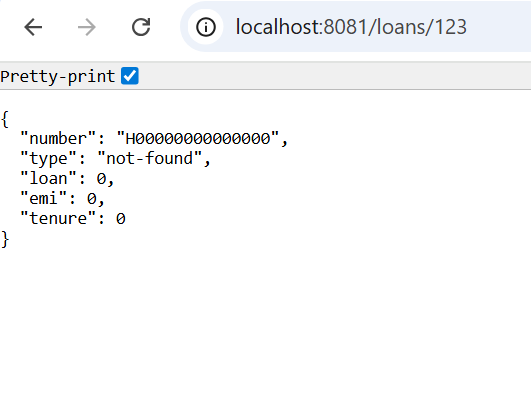 localhost:8081/loans/123
Pretty-print
{
  "number": "H00000000000000",
  "type": "not-found",
  "loan": 0,
  "emi": 0,
  "tenure": 0
}